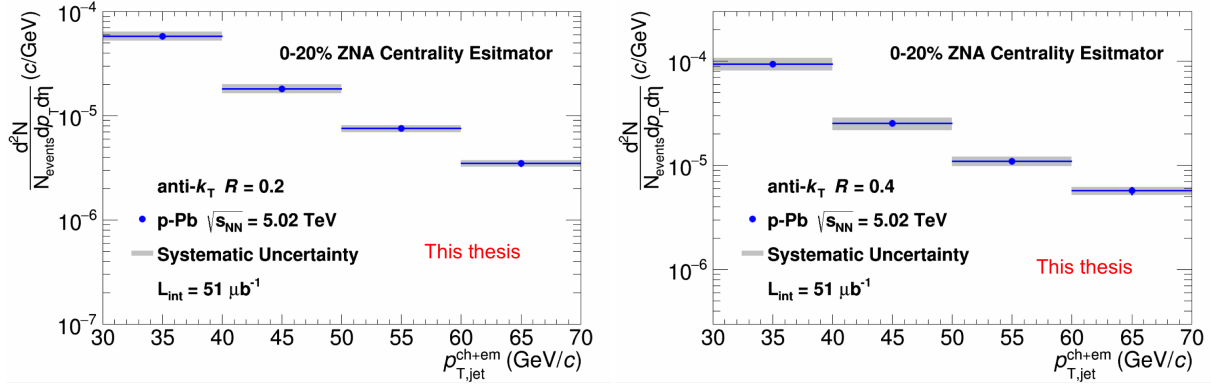 d²N
N_events dp_T dη (c/GeV)
10⁻⁴
10⁻⁵
10⁻⁶
10⁻⁷
0-20% ZNA Centrality Esitmator
anti-k_T R = 0.2
p-Pb √s_NN = 5.02 TeV
Systematic Uncertainty
This thesis
L_int = 51 μb⁻¹
30 35 40 45 50 55 60 65 70
p_T,jet^ch+em (GeV/c)
d²N
N_events dp_T dη (c/GeV)
10⁻⁴
10⁻⁵
10⁻⁶
0-20% ZNA Centrality Esitmator
anti-k_T R = 0.4
p-Pb √s_NN = 5.02 TeV
Systematic Uncertainty
This thesis
L_int = 51 μb⁻¹
30 35 40 45 50 55 60 65 70
p_T,jet^ch+em (GeV/c)